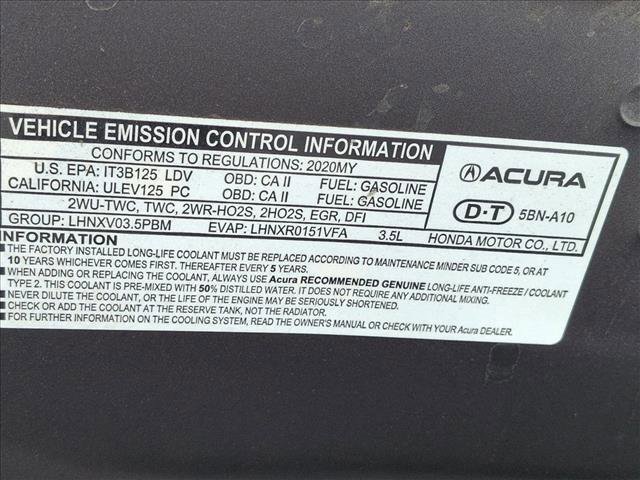 VEHICLE EMISSION CONTROL INFORMATION
CONFORMS TO REGULATIONS: 2020MY
U.S. EPA: IT3B125 LDV OBD: CA II FUEL: GASOLINE
CALIFORNIA: ULEV125 PC OBD: CA II FUEL: GASOLINE
2WU-TWC, TWC, 2WR-HO2S, 2HO2S, EGR, DFI
GROUP: LHNXV03.5PBM EVAP: LHNXR0151VFA 3.5L
ACURA
D·T 5BN-A10
HONDA MOTOR CO., LTD.
INFORMATION
■ THE FACTORY INSTALLED LONG-LIFE COOLANT MUST BE REPLACED ACCORDING TO MAINTENANCE MINDER SUB CODE 5, OR AT
10 YEARS WHICHEVER COMES FIRST. THEREAFTER EVERY 5 YEARS.
■ WHEN ADDING OR REPLACING THE COOLANT, ALWAYS USE Acura RECOMMENDED GENUINE LONG-LIFE ANTI-FREEZE / COOLANT
TYPE 2. THIS COOLANT IS PRE-MIXED WITH 50% DISTILLED WATER. IT DOES NOT REQUIRE ANY ADDITIONAL MIXING.
■ NEVER DILUTE THE COOLANT, OR THE LIFE OF THE ENGINE MAY BE SERIOUSLY SHORTENED.
■ CHECK OR ADD THE COOLANT AT THE RESERVE TANK, NOT THE RADIATOR.
■ FOR FURTHER INFORMATION ON THE COOLING SYSTEM, READ THE OWNER'S MANUAL OR CHECK WITH YOUR Acura DEALER.